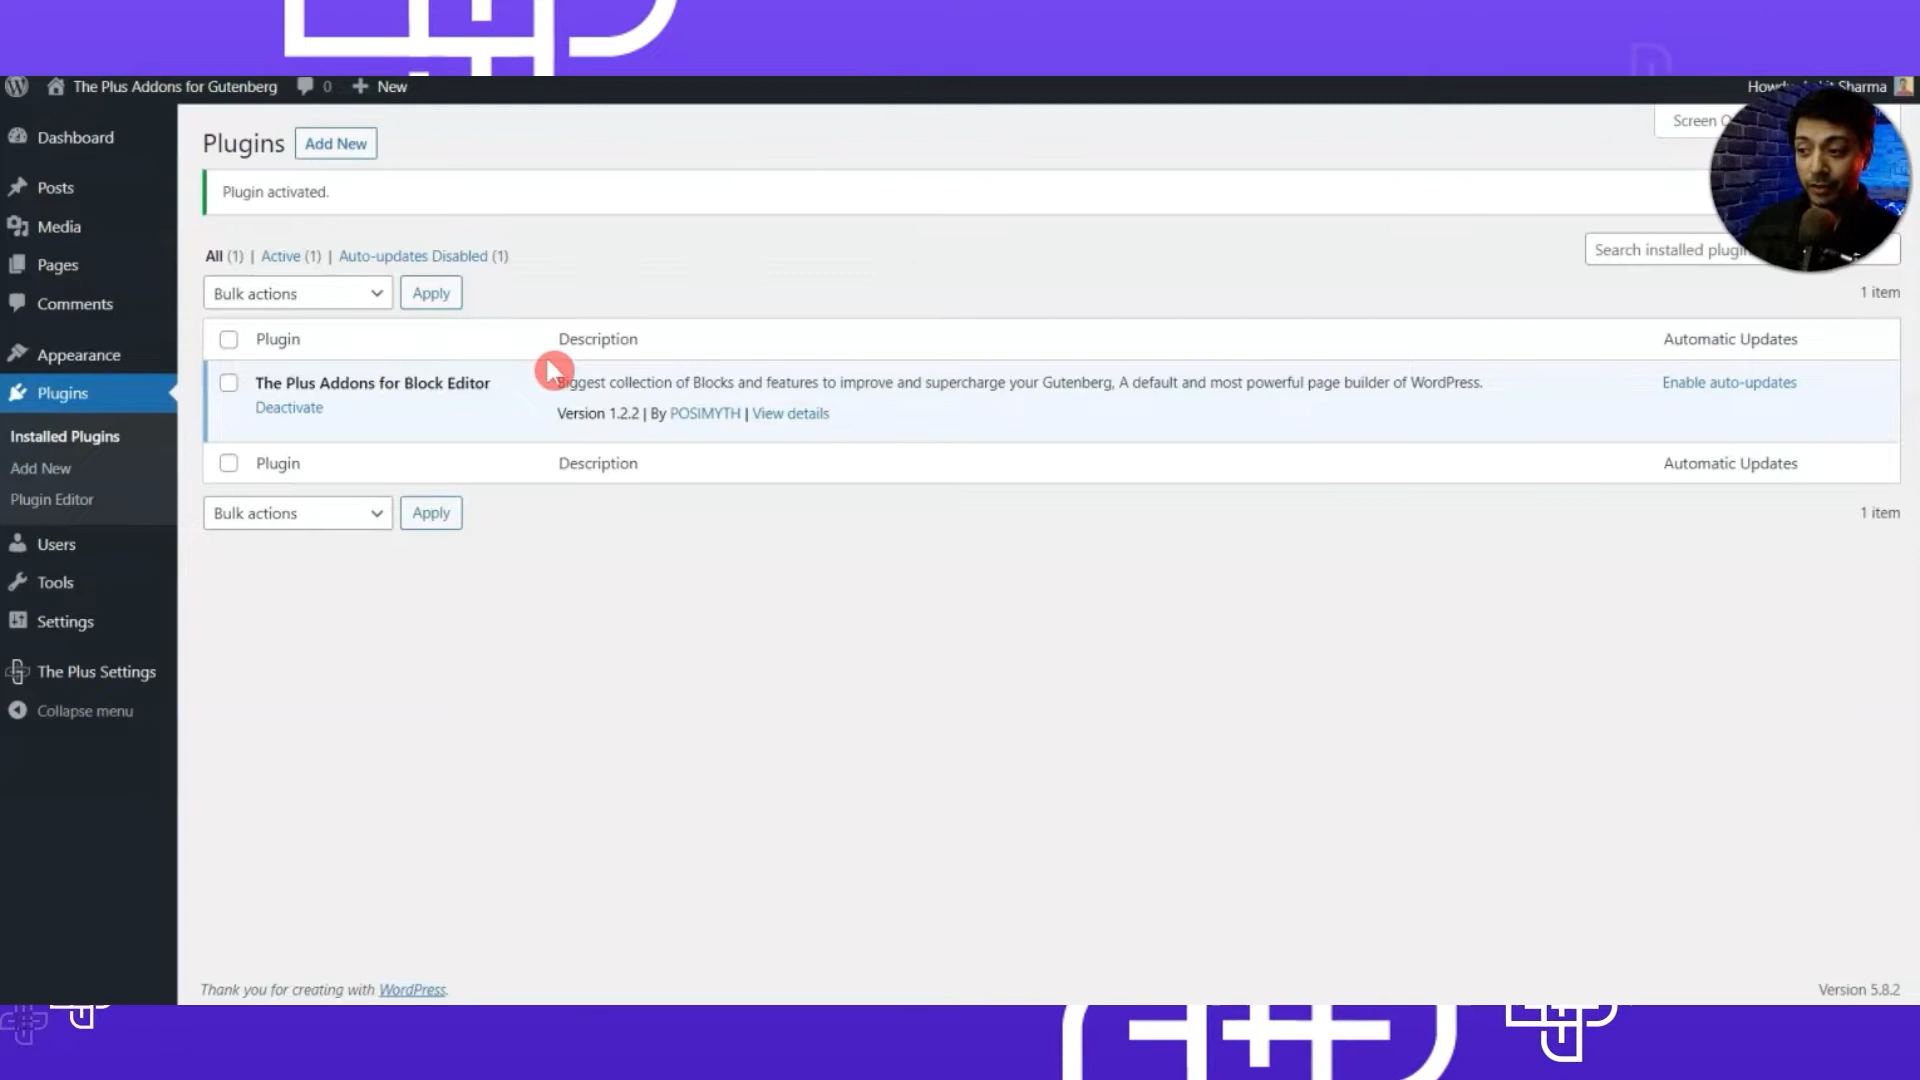 The Plus Addons for Gutenberg 0 New
Sharma
Dashboard
Posts
Media
Pages
Comments
Appearance
Plugins
Installed Plugins
Add New
Plugin Editor
Users
Tools
Settings
The Plus Settings
Collapse menu
Plugins Add New
Screen
Plugin activated.
All (1) | Active (1) | Auto-updates Disabled (1)
Search installed
Bulk actions Apply
1 item
Plugin Description Automatic Updates
The Plus Addons for Block Editor
Deactivate
Biggest collection of Blocks and features to improve and supercharge your Gutenberg, A default and most powerful page builder of WordPress.
Version 1.2.2 | By POSIMYTH | View details
Enable auto-updates
Plugin Description Automatic Updates
Bulk actions Apply
1 item
Thank you for creating with WordPress.
Version 5.8.2